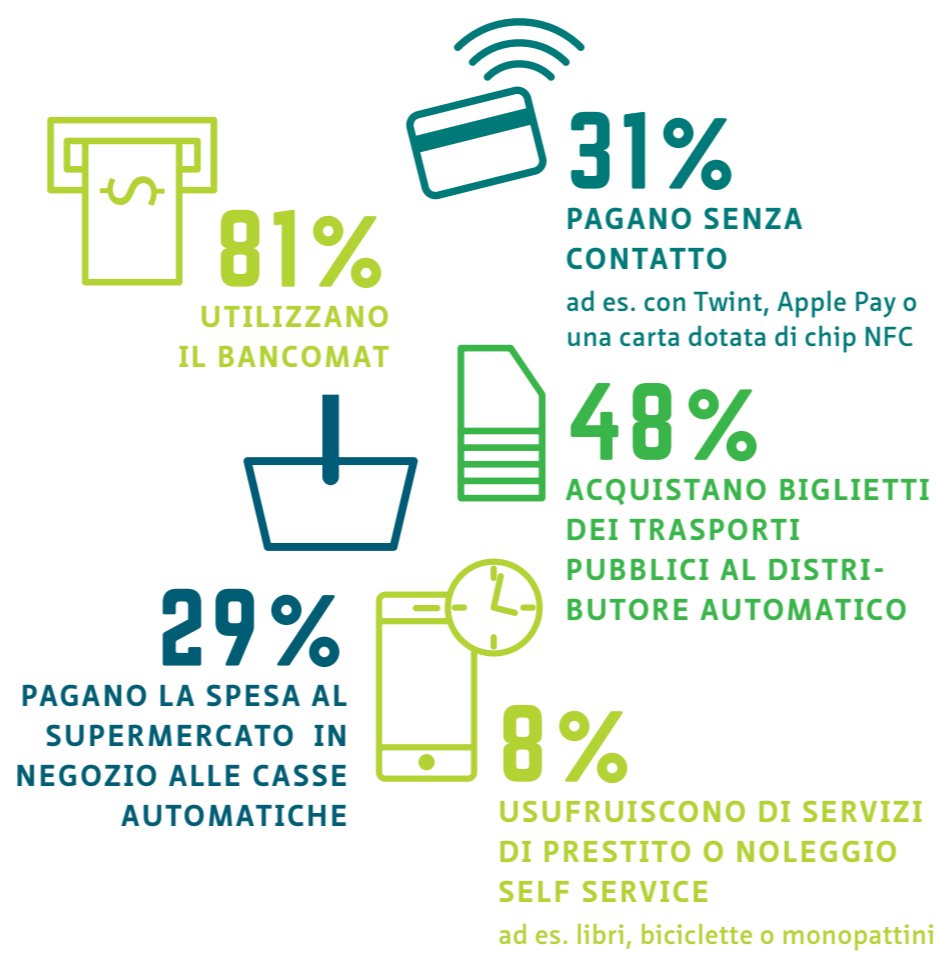 81%
UTILIZZANO
IL BANCOMAT
31%
PAGANO SENZA
CONTATTO
ad es. con Twint, Apple Pay o
una carta dotata di chip NFC
48%
ACQUISTANO BIGLIETTI
DEI TRASPORTI
PUBBLICI AL DISTRI-
BUTORE AUTOMATICO
29%
PAGANO LA SPESA AL
SUPERMERCATO IN
NEGOZIO ALLE CASSE
AUTOMATICHE
8%
USUFRUISCONO DI SERVIZI
DI PRESTITO O NOLEGGIO
SELF SERVICE
ad es. libri, biciclette o monopattini